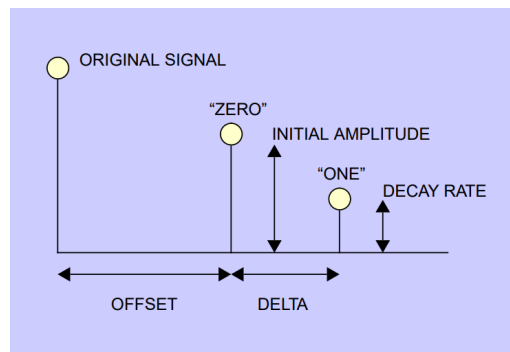 ORIGINAL SIGNAL
“ZERO”
INITIAL AMPLITUDE
“ONE”
DECAY RATE
OFFSET
DELTA